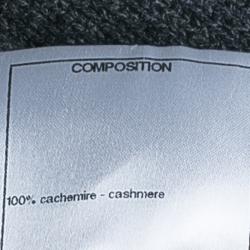 COMPOSITION
100% cachemire - cashmere